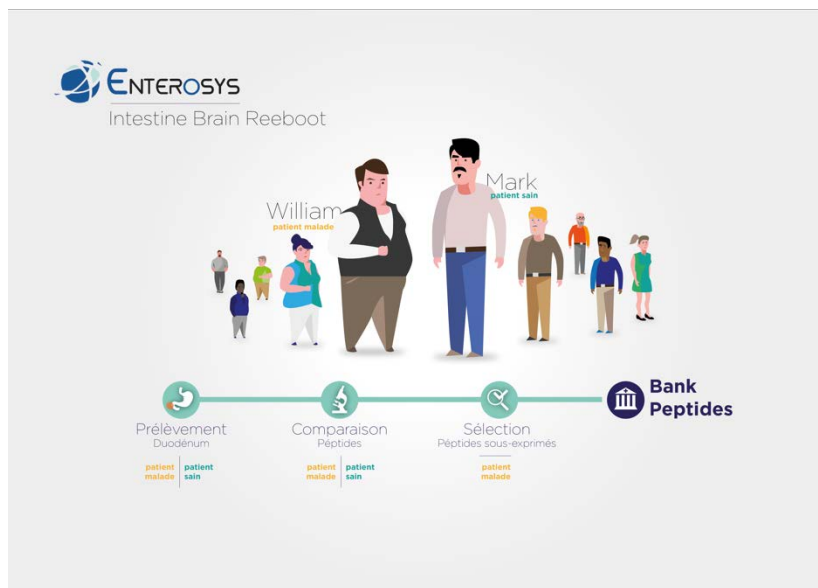 ENTEROSYS
Intestine Brain Reeboot
Mark
patient sain
William
patient malade
Bank
Peptides
Prélèvement
Duodénum
patient malade
patient sain
Comparaison
Péptides
patient malade
patient sain
Sélection
Péptides sous-exprimés
patient malade